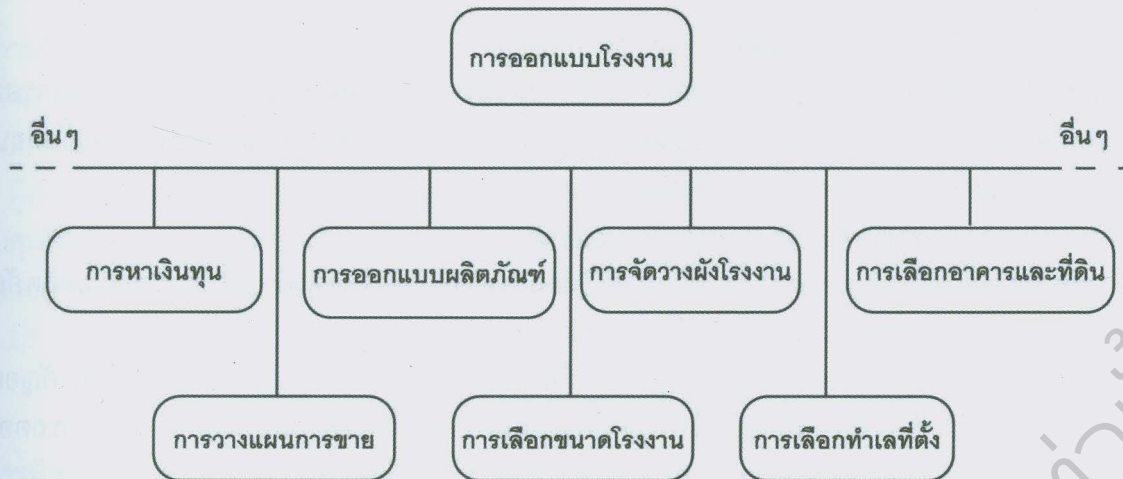 การออกแบบโรงงาน
อื่น ๆ
อื่น ๆ
การหาเงินทุน
การออกแบบผลิตภัณฑ์
การจัดวางผังโรงงาน
การเลือกอาคารและที่ดิน
การวางแผนการขาย
การเลือกขนาดโรงงาน
การเลือกทำเลที่ตั้ง